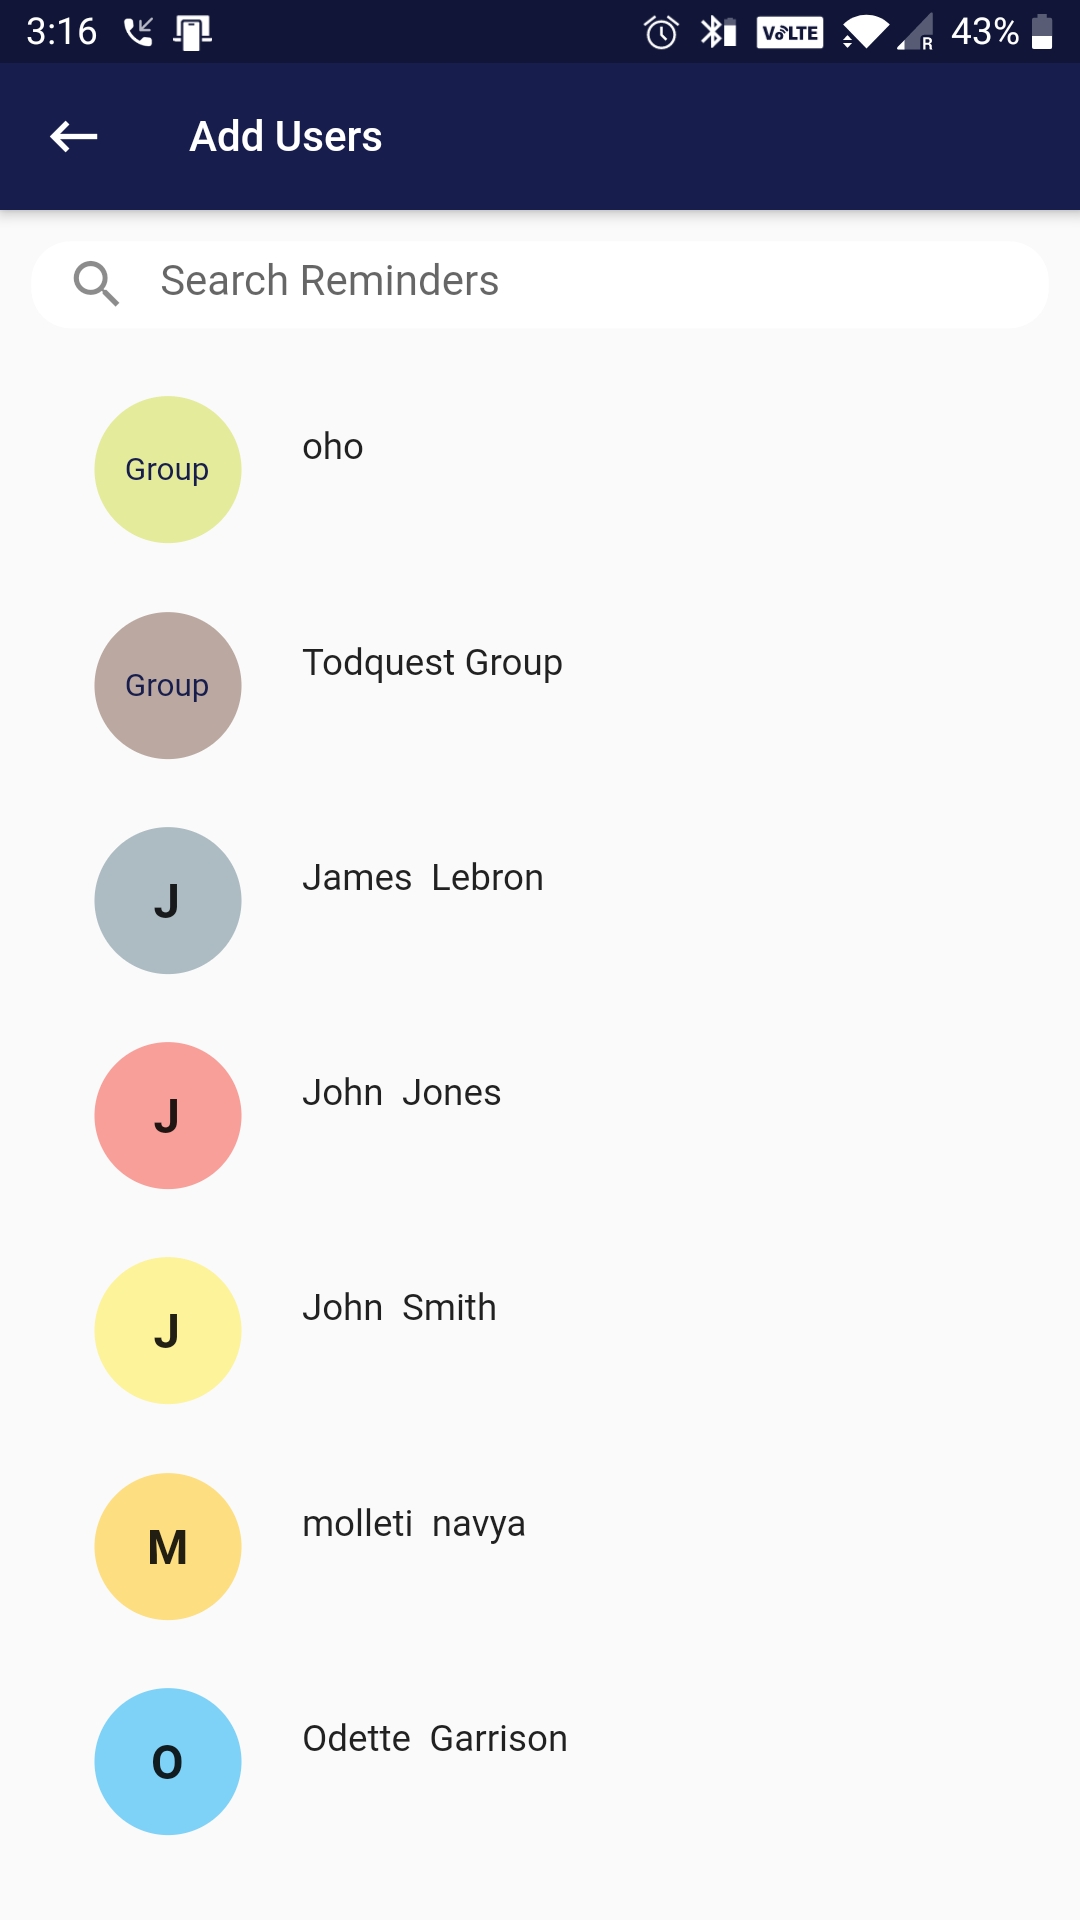 3:16 VoLTE R 43%
Add Users
Search Reminders
Group oho
Group Todquest Group
J James Lebron
J John Jones
J John Smith
M molleti navya
O Odette Garrison